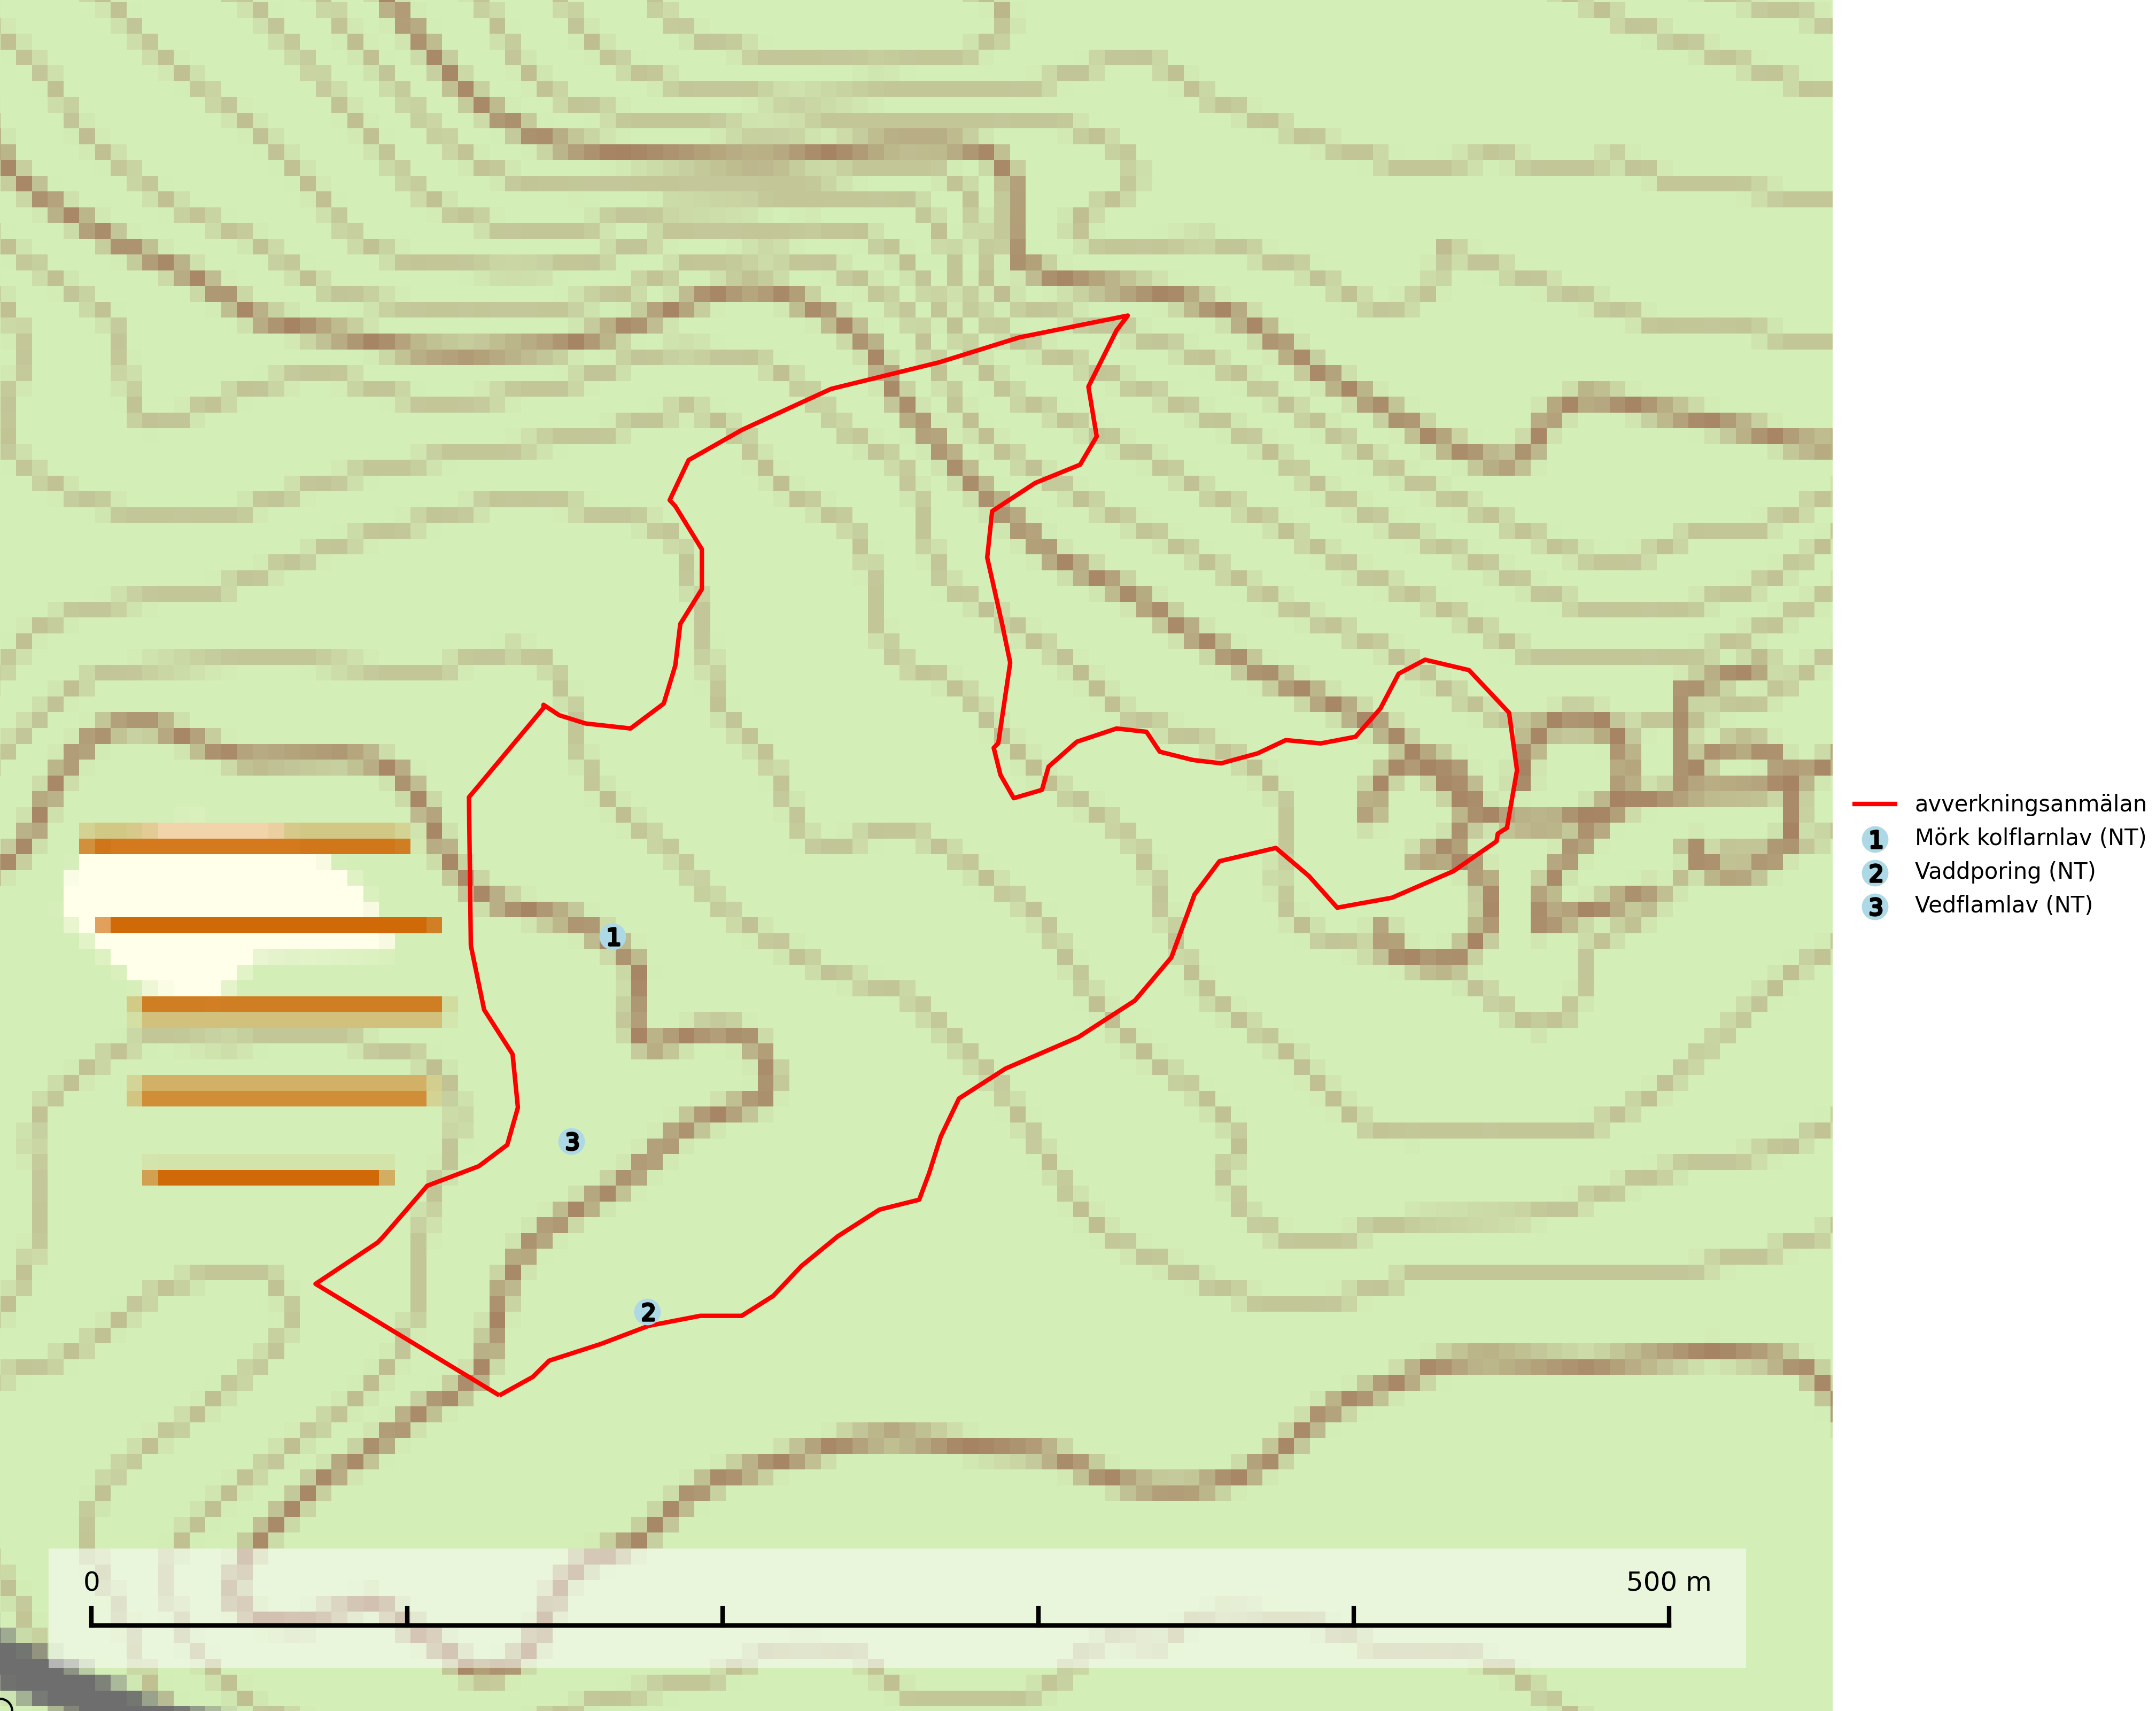 1
3
2
0
500 m
avverkningsanmälan
1 Mörk kolflarnlav (NT)
2 Vaddporing (NT)
3 Vedflamlav (NT)